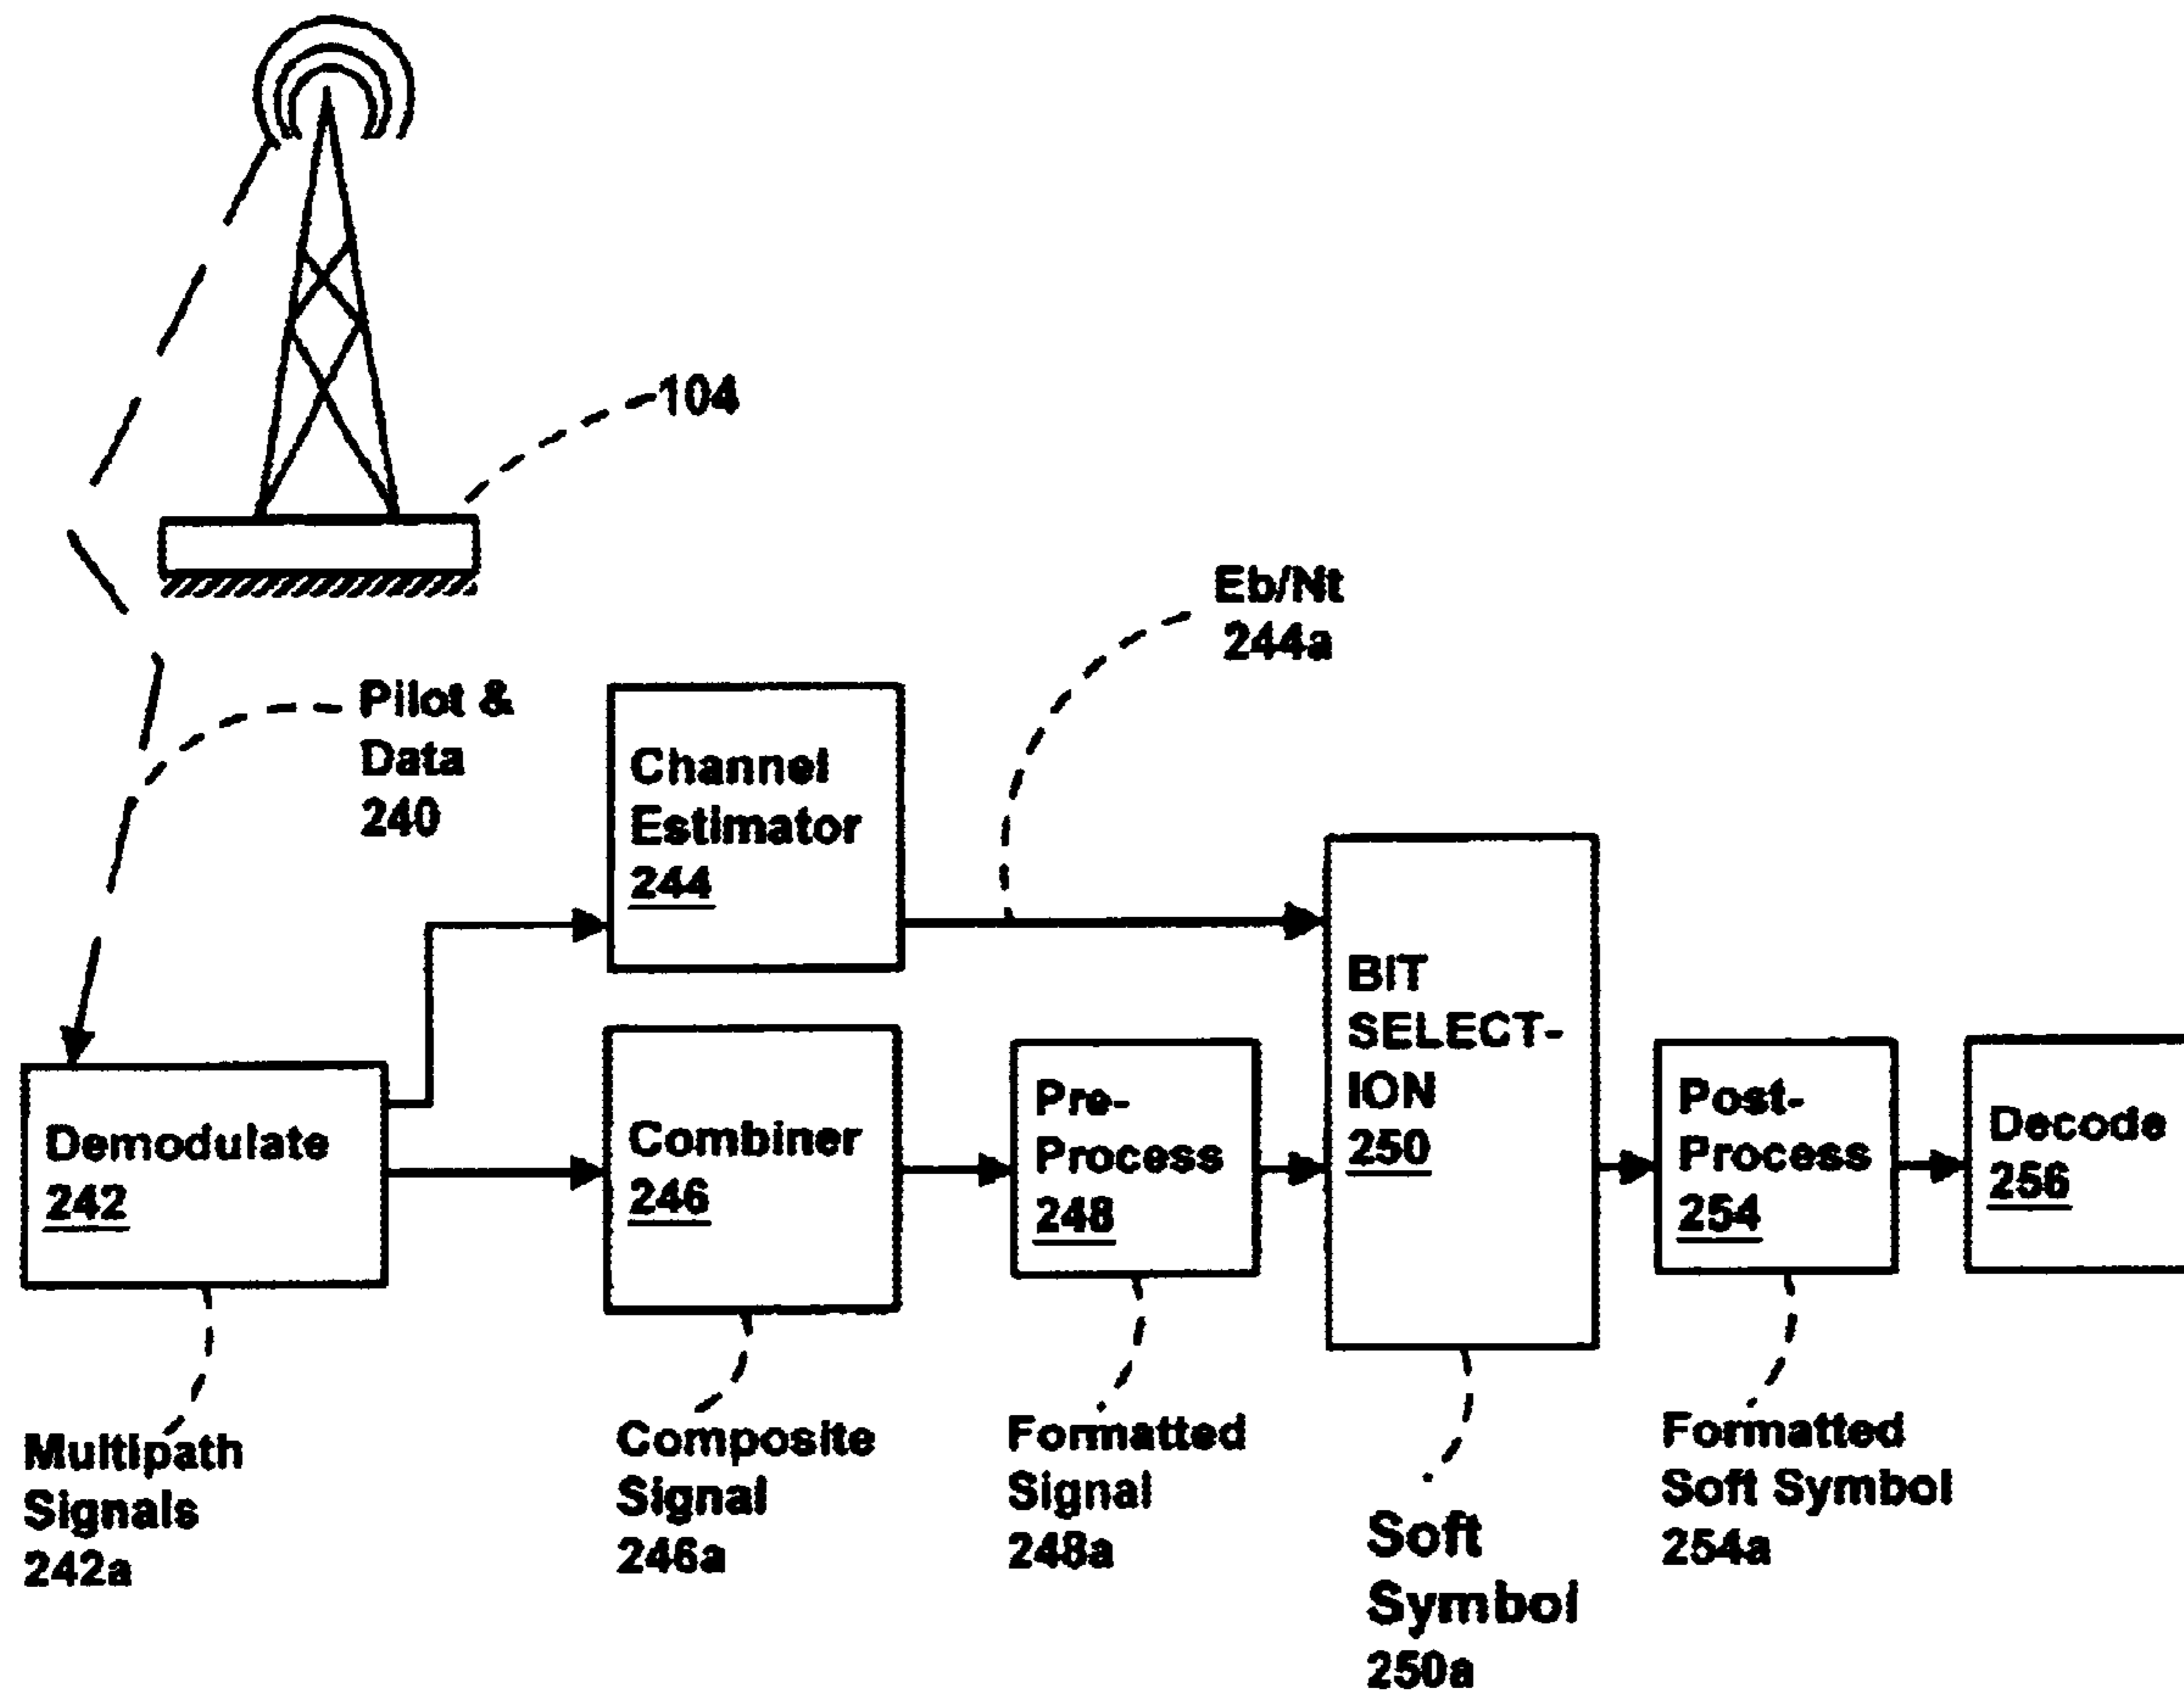 104
Eb/Nt
244a
Pilot &
Data
240
Channel
Estimator
244
BIT
SELECT-
ION
250
Demodulate
242
Combiner
246
Pre-
Process
248
Post-
Process
254
Decode
256
Multipath
Signals
242a
Composite
Signal
246a
Formatted
Signal
248a
Soft
Symbol
250a
Formatted
Soft Symbol
254a